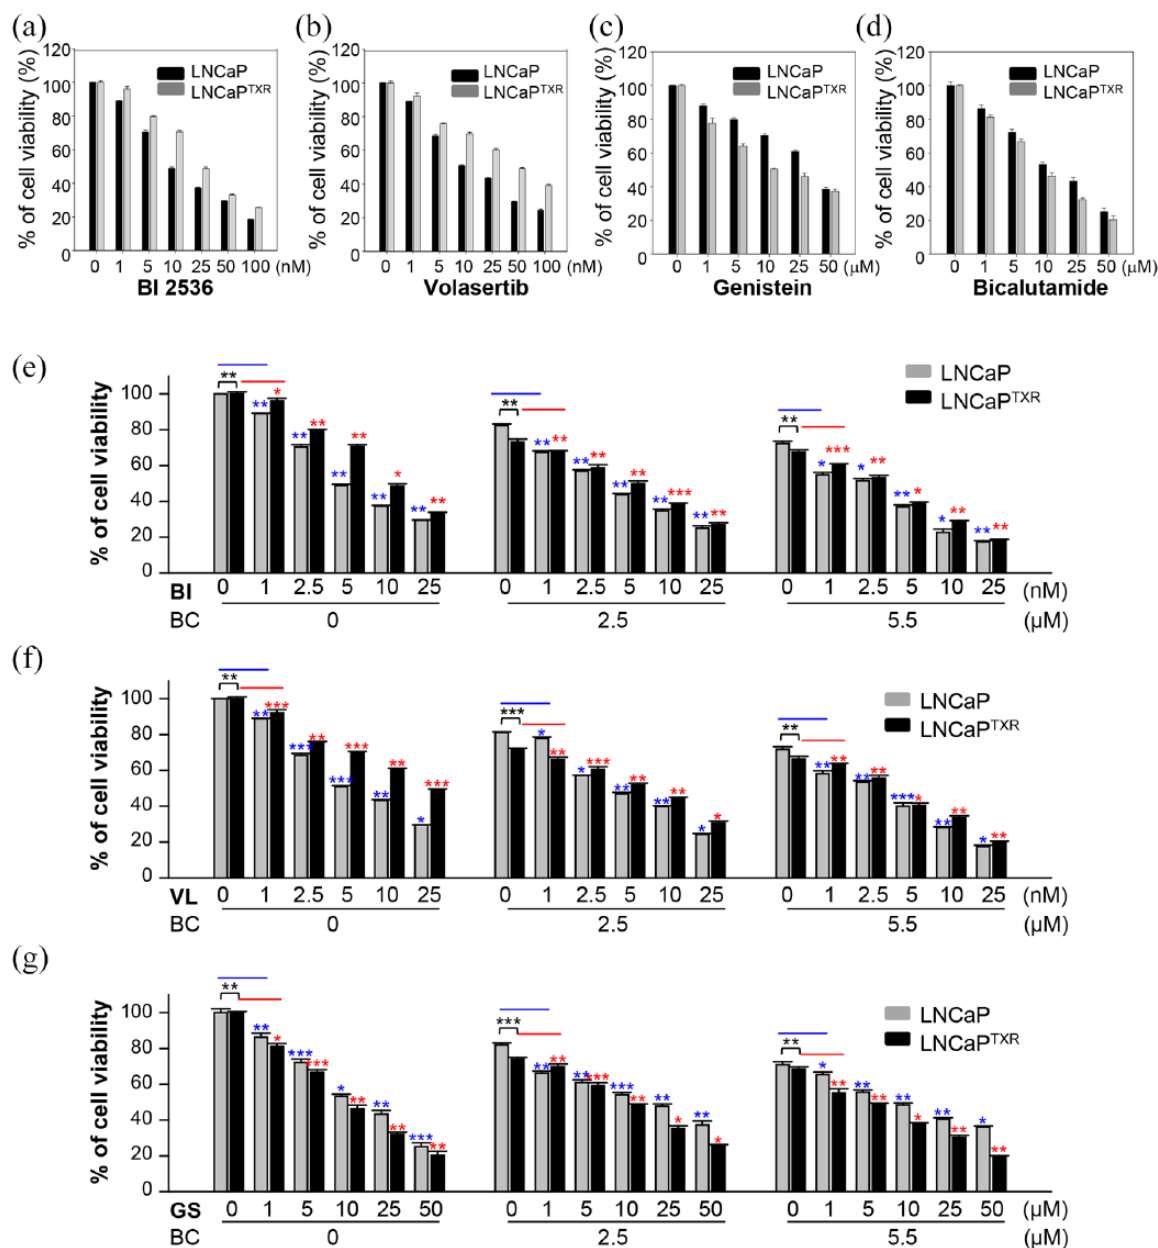 (a)
(b)
(c)
(d)
% of cell viability (%)
120
100
80
60
40
20
0
LNCaP
LNCaPTXR
0 1 5 10 25 50 100 (nM)
BI 2536
% of cell viability (%)
120
100
80
60
40
20
0
LNCaP
LNCaPTXR
0 1 5 10 25 50 100 (nM)
Volasertib
% of cell viability (%)
120
100
80
60
40
20
0
LNCaP
LNCaPTXR
0 1 5 10 25 50 (μM)
Genistein
% of cell viability (%)
120
100
80
60
40
20
0
LNCaP
LNCaPTXR
0 1 5 10 25 50 (μM)
Bicalutamide
(e)
% of cell viability
100
80
60
40
20
0
** ** * ** ** ** ** ** * ** **
** ** ** ** ** ** ** ** *** ** **
** * *** * ** ** * * ** ** **
LNCaP
LNCaPTXR
BI 0 1 2.5 5 10 25 0 1 2.5 5 10 25 0 1 2.5 5 10 25 (nM)
BC 0 2.5 5.5 (μM)
(f)
% of cell viability
100
80
60
40
20
0
** ** *** *** ** *** *** ** ** * ***
*** * ** * *** ** ** ** ** * *
** ** ** ** ** *** * ** ** * **
LNCaP
LNCaPTXR
VL 0 1 2.5 5 10 25 0 1 2.5 5 10 25 0 1 2.5 5 10 25 (nM)
BC 0 2.5 5.5 (μM)
(g)
% of cell viability
100
80
60
40
20
0
** ** * *** *** * ** ** ** *** **
*** ** ** ** *** *** ** ** * ** *
** * ** ** ** ** * ** ** * **
LNCaP
LNCaPTXR
GS 0 1 5 10 25 50 0 1 5 10 25 50 0 1 5 10 25 50 (μM)
BC 0 2.5 5.5 (μM)